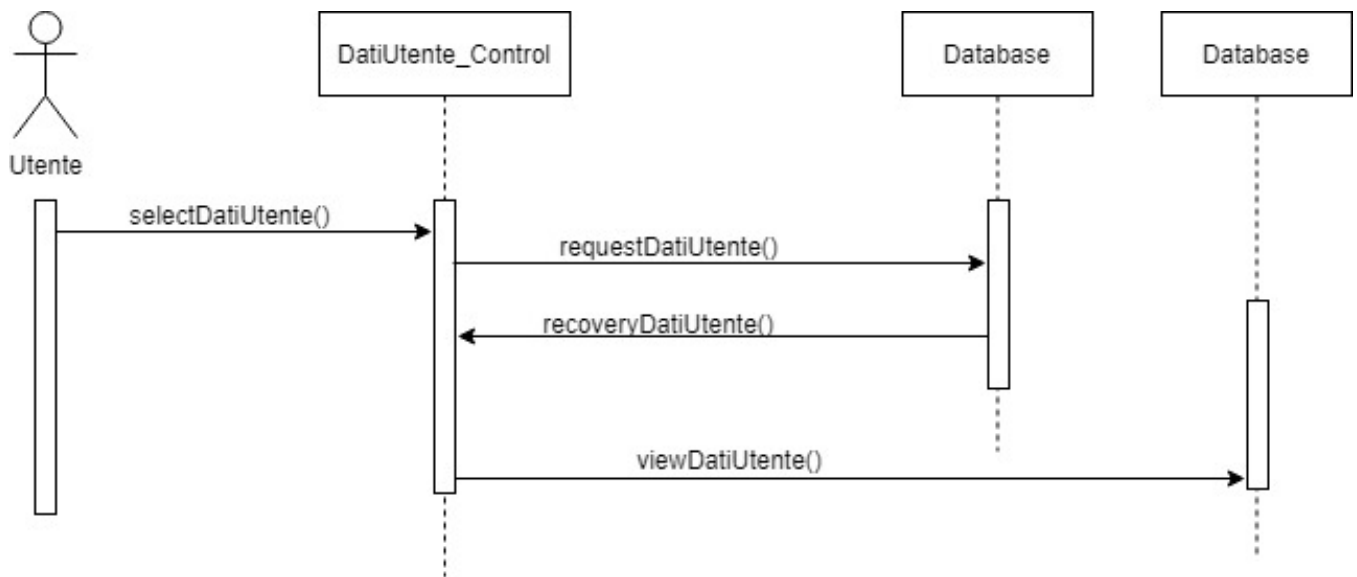 DatiUtente_Control
Database
Database
Utente
selectDatiUtente()
requestDatiUtente()
recoveryDatiUtente()
viewDatiUtente()